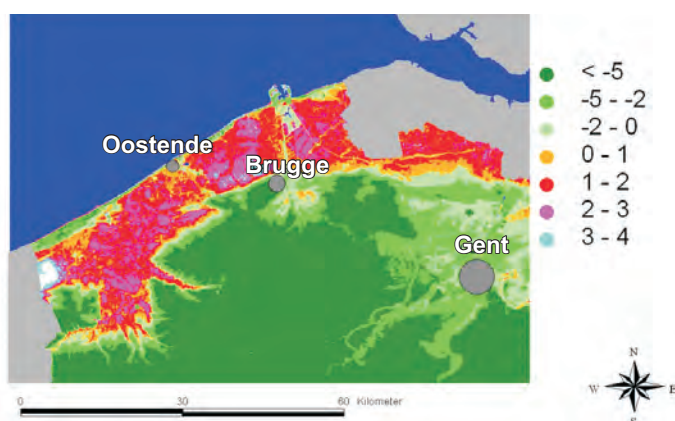 Oostende
Brugge
Gent
< -5
-5 - -2
-2 - 0
0 - 1
1 - 2
2 - 3
3 - 4
N
W E
S
0 30 60 Kilometer